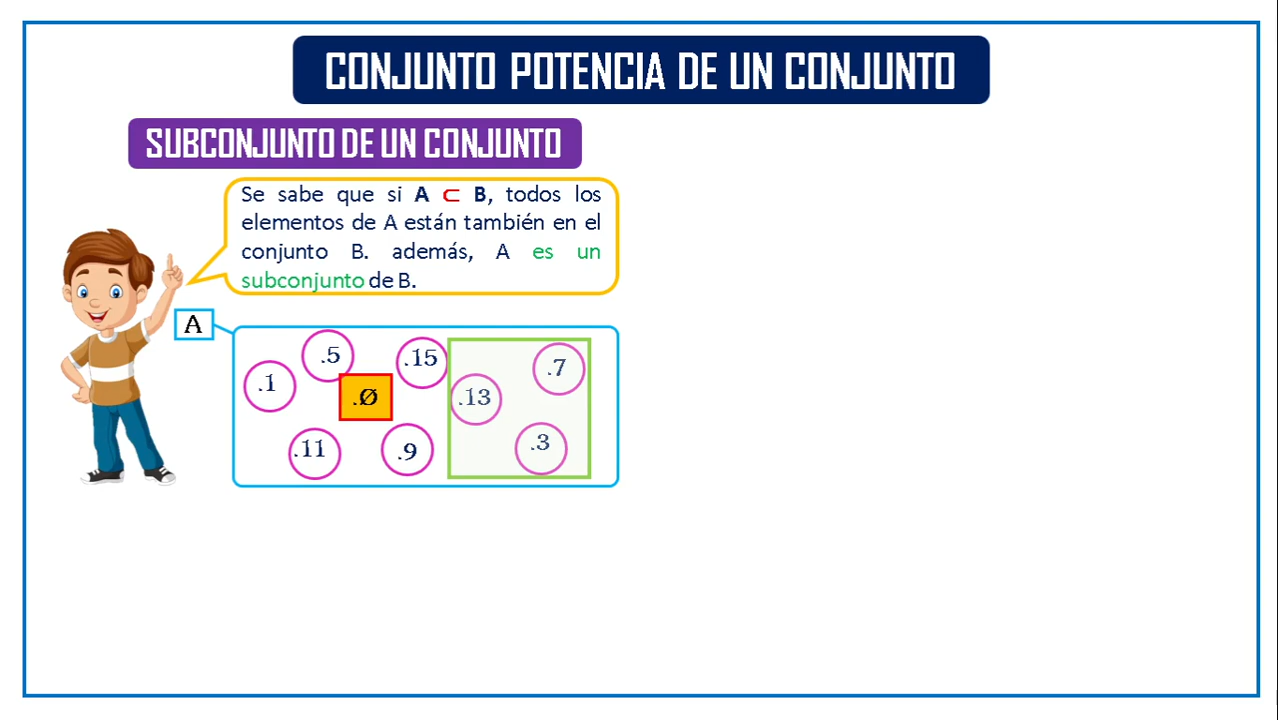 CONJUNTO POTENCIA DE UN CONJUNTO
SUBCONJUNTO DE UN CONJUNTO
Se sabe que si A ⊂ B, todos los
elementos de A están también en el
conjunto B. además, A es un
subconjunto de B.
A
.5
.15
.7
.1
.Ø
.13
.11
.9
.3